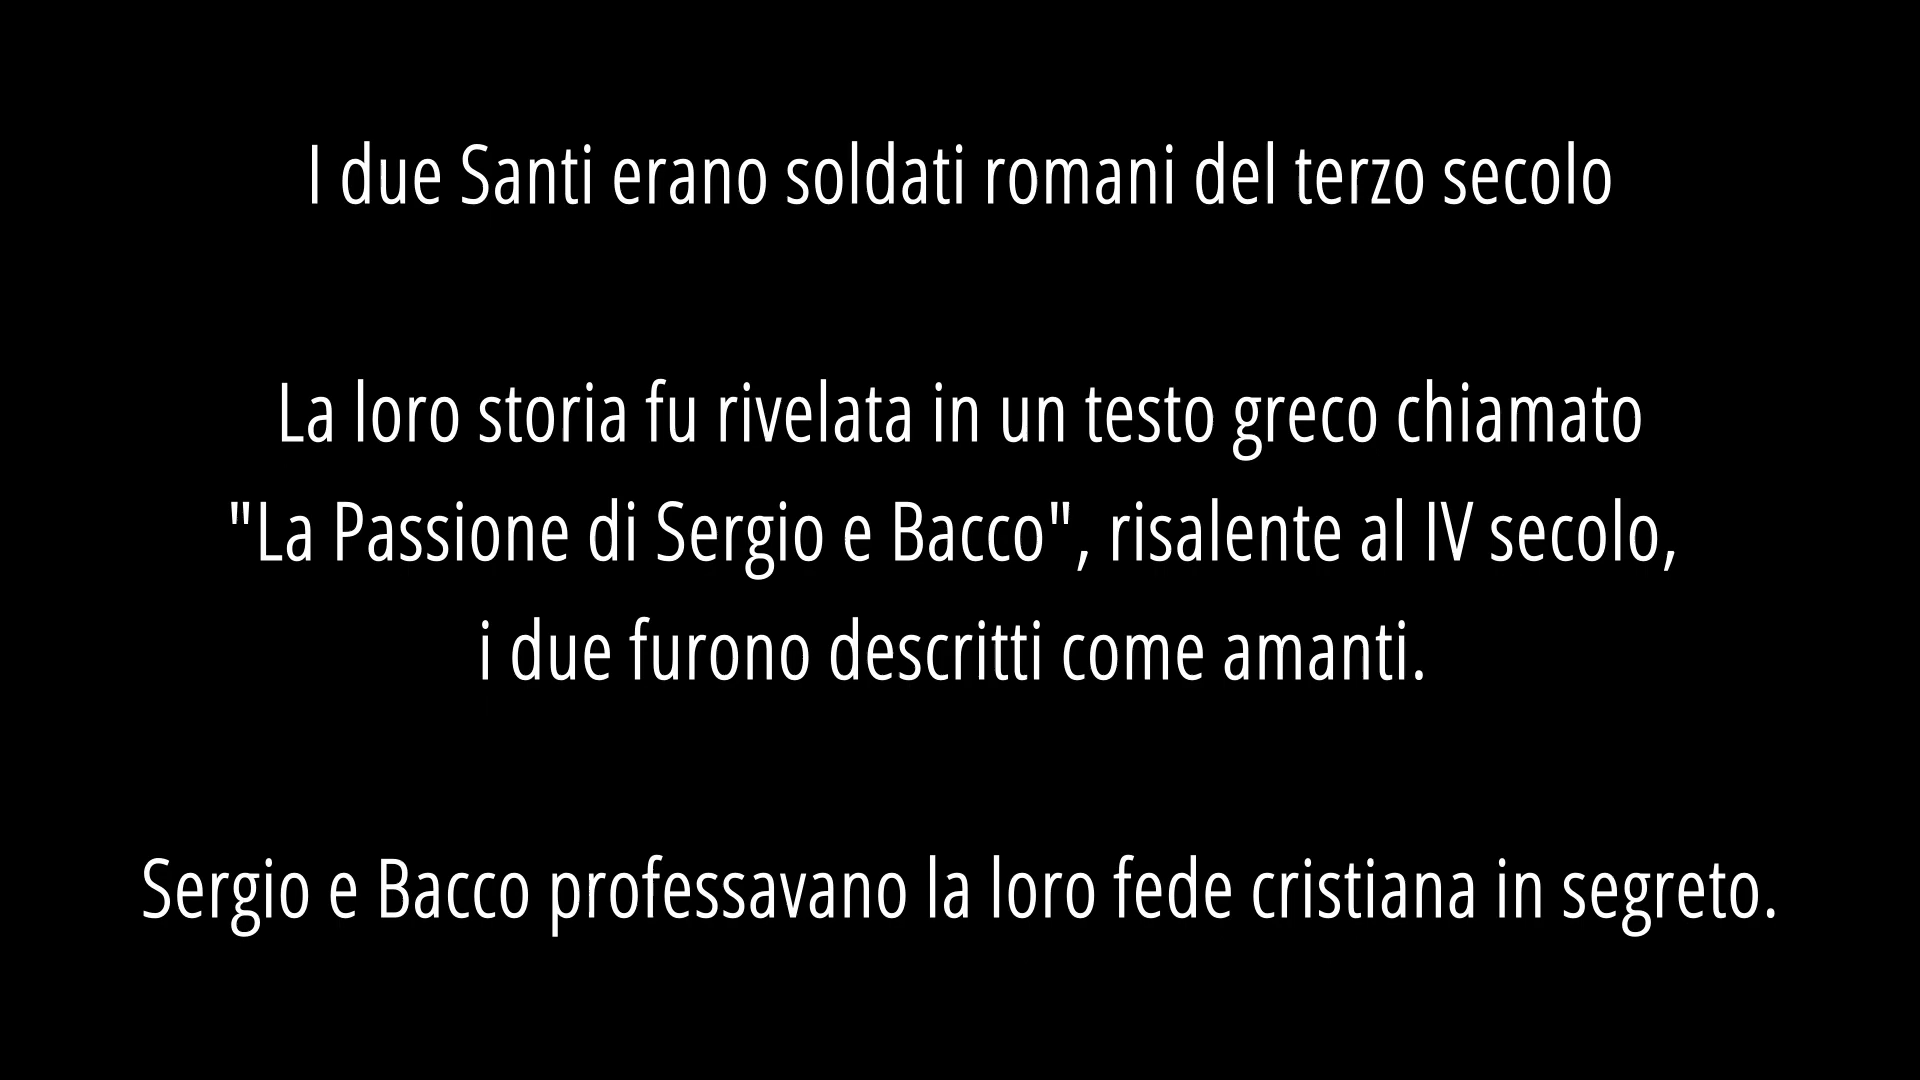 I due Santi erano soldati romani del terzo secolo
La loro storia fu rivelata in un testo greco chiamato
"La Passione di Sergio e Bacco", risalente al IV secolo,
i due furono descritti come amanti.
Sergio e Bacco professavano la loro fede cristiana in segreto.